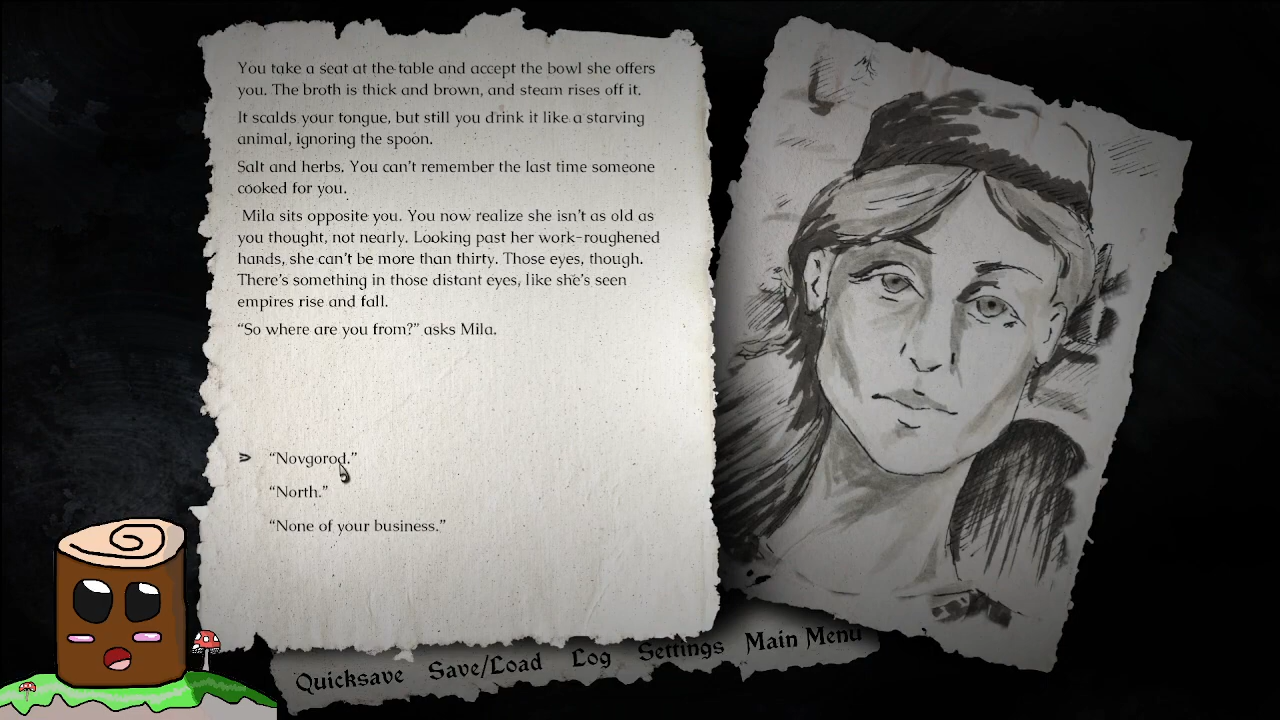 You take a seat at the table and accept the bowl she offers
you. The broth is thick and brown, and steam rises off it.
It scalds your tongue, but still you drink it like a starving
animal, ignoring the spoon.
Salt and herbs. You can't remember the last time someone
cooked for you.
Mila sits opposite you. You now realize she isn't as old as
you thought, not nearly. Looking past her work-roughened
hands, she can't be more than thirty. Those eyes, though.
There's something in those distant eyes, like she's seen
empires rise and fall.
“So where are you from?” asks Mila.
“Novgorod.”
“North.”
“None of your business.”
Quicksave Save/Load Log Settings Main Menu